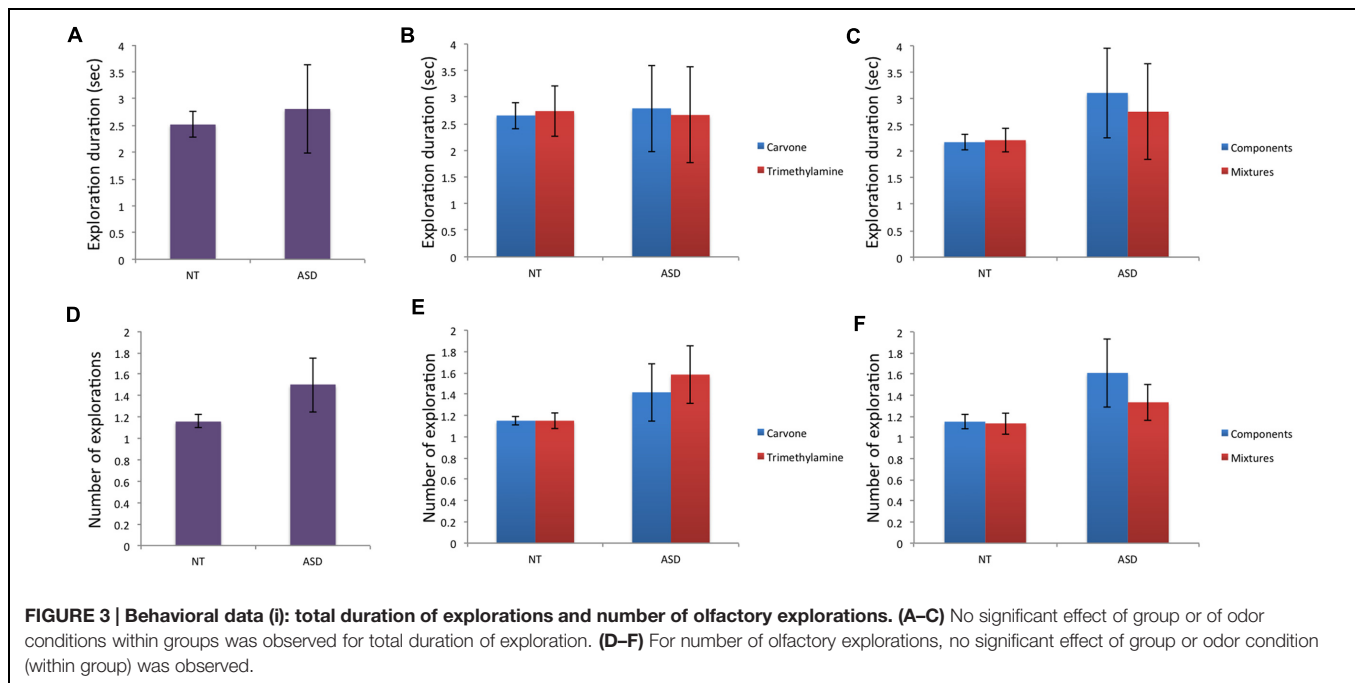 A
Exploration duration (sec)
4
3.5
3
2.5
2
1.5
1
0.5
0
NT
ASD
B
Exploration duration (sec)
4
3.5
3
2.5
2
1.5
1
0.5
0
NT
ASD
Carvone
Trimethylamine
C
Exploration duration (sec)
4
3.5
3
2.5
2
1.5
1
0.5
0
NT
ASD
Components
Mixtures
D
Number of explorations
2
1.8
1.6
1.4
1.2
1
0.8
0.6
0.4
0.2
0
NT
ASD
E
Number of exploration
2
1.8
1.6
1.4
1.2
1
0.8
0.6
0.4
0.2
0
NT
ASD
Carvone
Trimethylamine
F
Number of exploration
2
1.8
1.6
1.4
1.2
1
0.8
0.6
0.4
0.2
0
NT
ASD
Components
Mixtures
FIGURE 3 | Behavioral data (i): total duration of explorations and number of olfactory explorations. (A–C) No significant effect of group or of odor
conditions within groups was observed for total duration of exploration. (D–F) For number of olfactory explorations, no significant effect of group or odor condition
(within group) was observed.